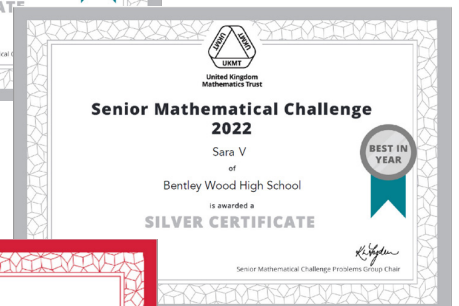 ATE
UKMT
UKMT
UKMT
United Kingdom
Mathematics Trust
Senior Mathematical Challenge
2022
Sara V
of
Bentley Wood High School
is awarded a
SILVER CERTIFICATE
BEST IN
YEAR
Senior Mathematical Challenge Problems Group Chair